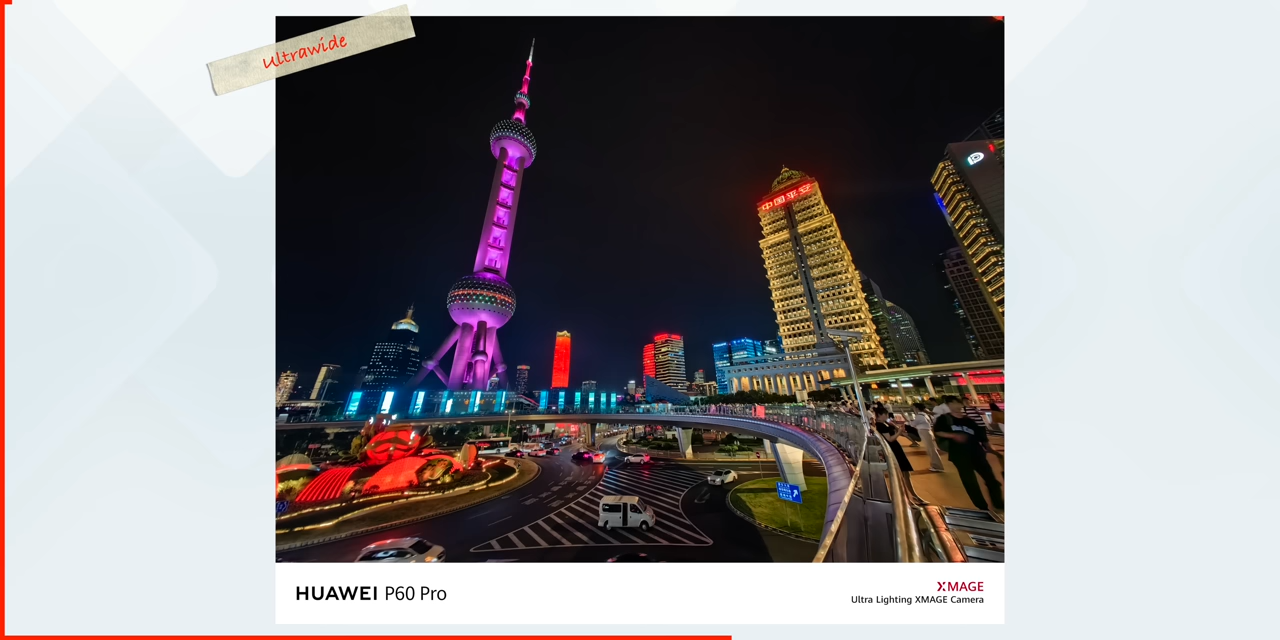 Ultrawide
中国平安
HUAWEI P60 Pro
XMAGE
Ultra Lighting XMAGE Camera